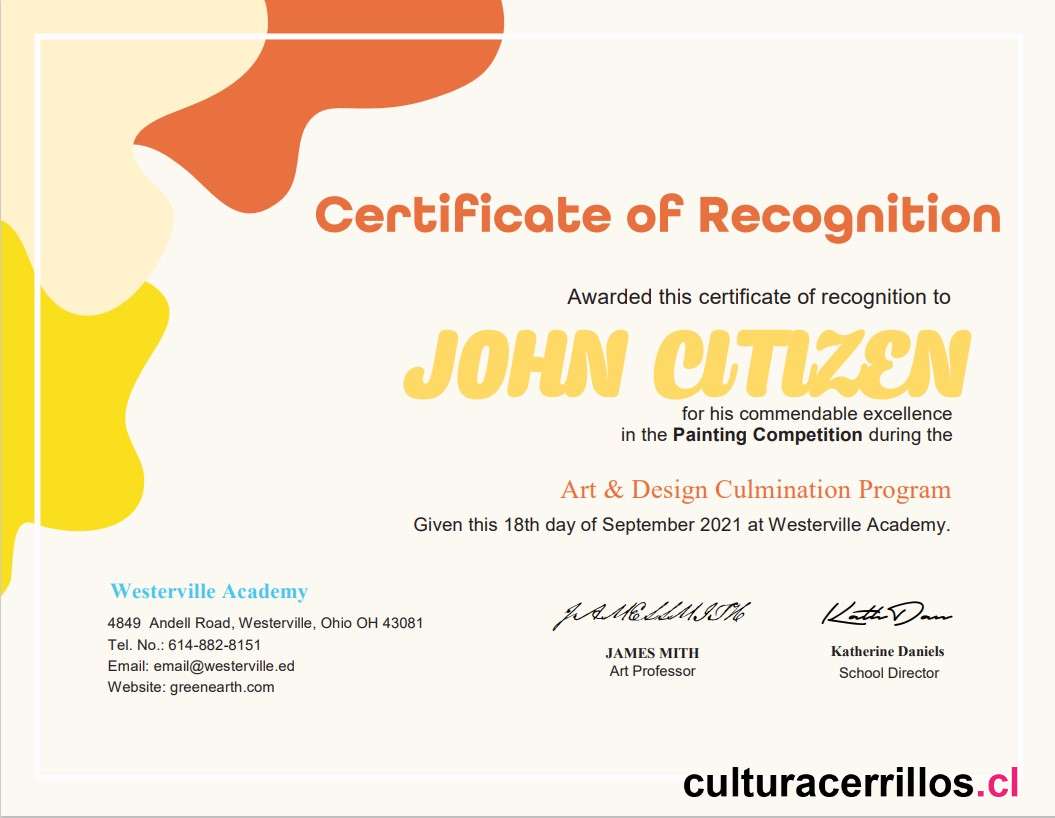 Certificate of Recognition
Awarded this certificate of recognition to
JOHN CITIZEN
for his commendable excellence
in the Painting Competition during the
Art & Design Culmination Program
Given this 18th day of September 2021 at Westerville Academy.
Westerville Academy
4849 Andell Road, Westerville, Ohio OH 43081
Tel. No.: 614-882-8151
Email: email@westerville.ed
Website: greenearth.com
JAMES MITH
Art Professor
Katherine Daniels
School Director
culturacerrillos.cl